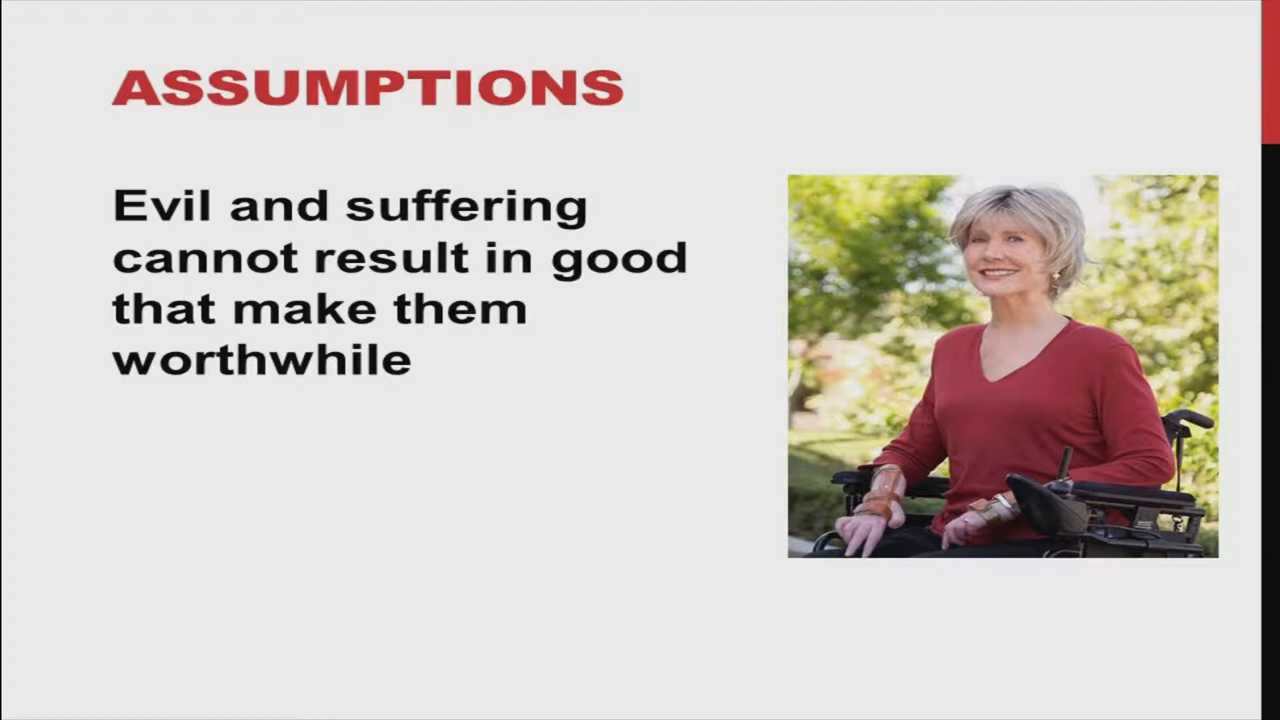 ASSUMPTIONS
Evil and suffering
cannot result in good
that make them
worthwhile